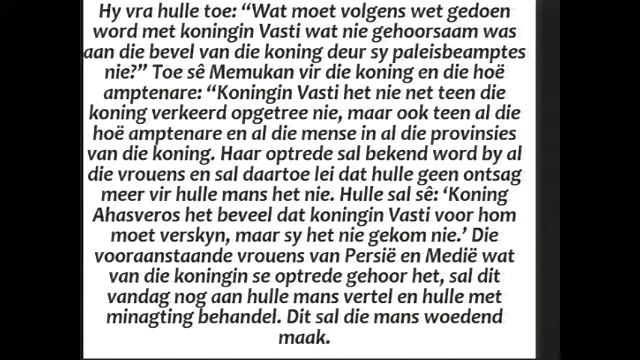 Hy vra hulle toe: “Wat moet volgens wet gedoen
word met koningin Vasti wat nie gehoorsaam was
aan die bevel van die koning deur sy paleisbeamptes
nie?” Toe sê Memukan vir die koning en die hoë
amptenare: “Koningin Vasti het nie net teen die
koning verkeerd opgetree nie, maar ook teen al die
hoë amptenare en al die mense in al die provinsies
van die koning. Haar optrede sal bekend word by al
die vrouens en sal daartoe lei dat hulle geen ontsag
meer vir hulle mans het nie. Hulle sal sê: ‘Koning
Ahasveros het beveel dat koningin Vasti voor hom
moet verskyn, maar sy het nie gekom nie.’ Die
vooraanstaande vrouens van Persië en Medië wat
van die koningin se optrede gehoor het, sal dit
vandag nog aan hulle mans vertel en hulle met
minagting behandel. Dit sal die mans woedend
maak.